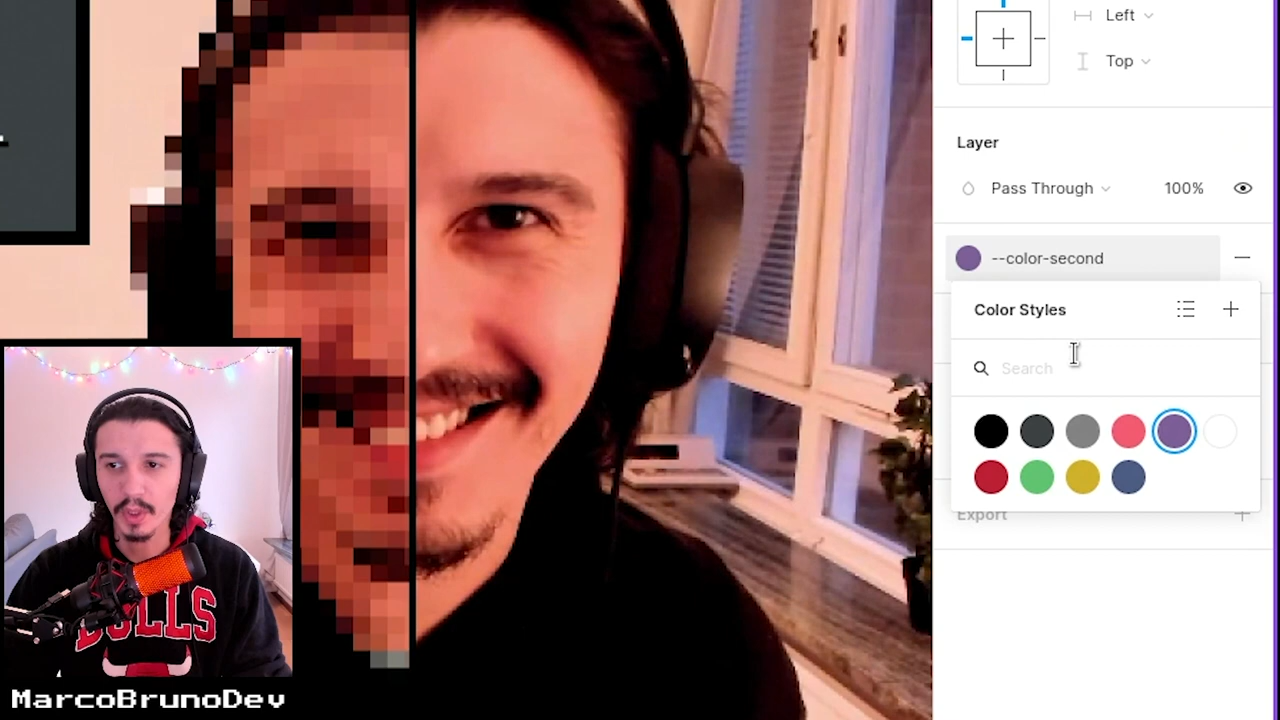 Left
Top
Layer
Pass Through
100%
--color-second
Color Styles
Search
Export
BULLS
MarcoBrunoDev